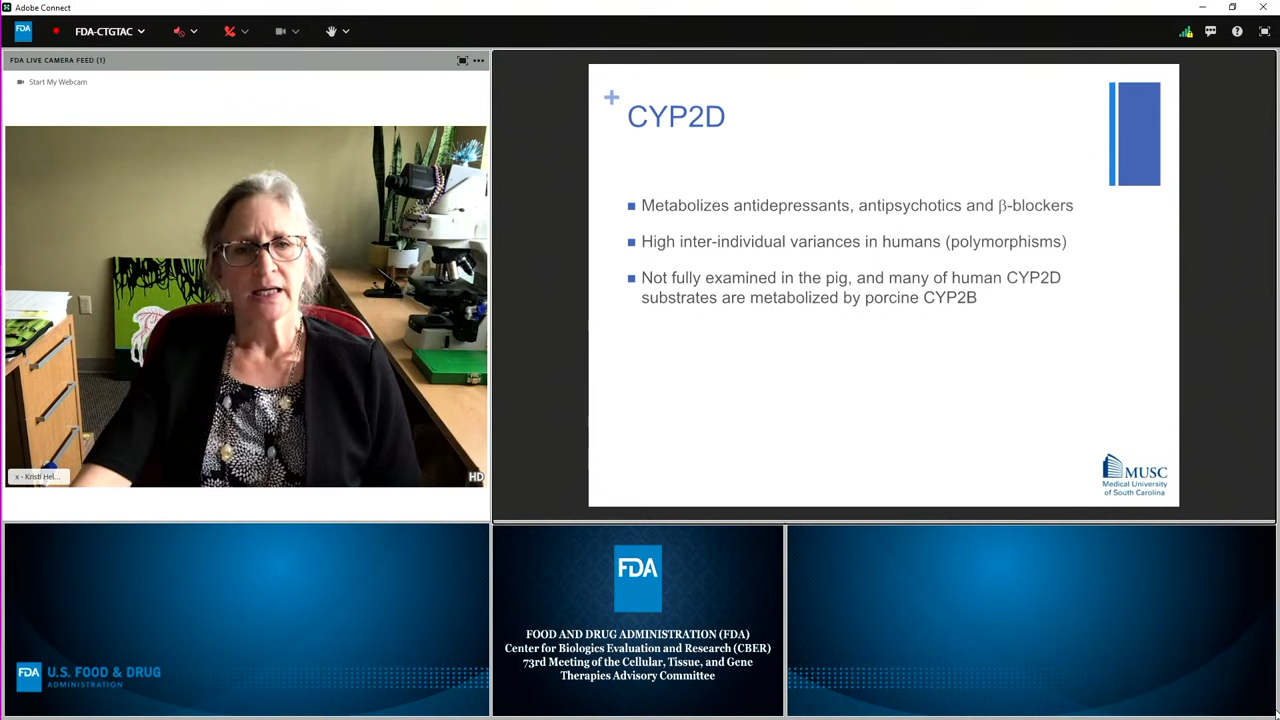 Adobe Connect
FDA
FDA-CTGTAC
FDA LIVE CAMERA FEED (1)
Start My Webcam
x - Kristi Hel...
HD
CYP2D
Metabolizes antidepressants, antipsychotics and β-blockers
High inter-individual variances in humans (polymorphisms)
Not fully examined in the pig, and many of human CYP2D
substrates are metabolized by porcine CYP2B
MUSC
Medical University
of South Carolina
FDA
U.S. FOOD & DRUG
ADMINISTRATION
FDA
FOOD AND DRUG ADMINISTRATION (FDA)
Center for Biologics Evaluation and Research (CBER)
73rd Meeting of the Cellular, Tissue, and Gene
Therapies Advisory Committee